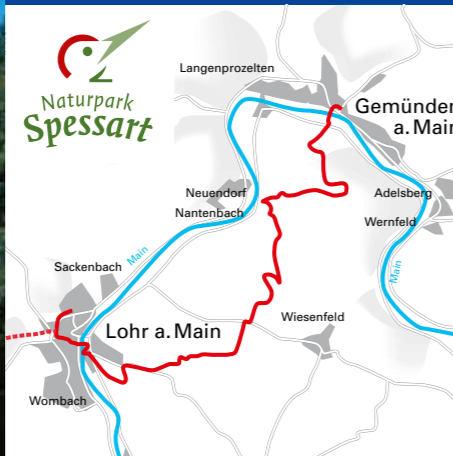 Naturpark
Spessart
Langenprozelten
Gemünden
a. Main
Neuendorf
Nantenbach
Adelsberg
Wernfeld
Main
Main
Sackenbach
Lohr a. Main
Wiesenfeld
Wombach